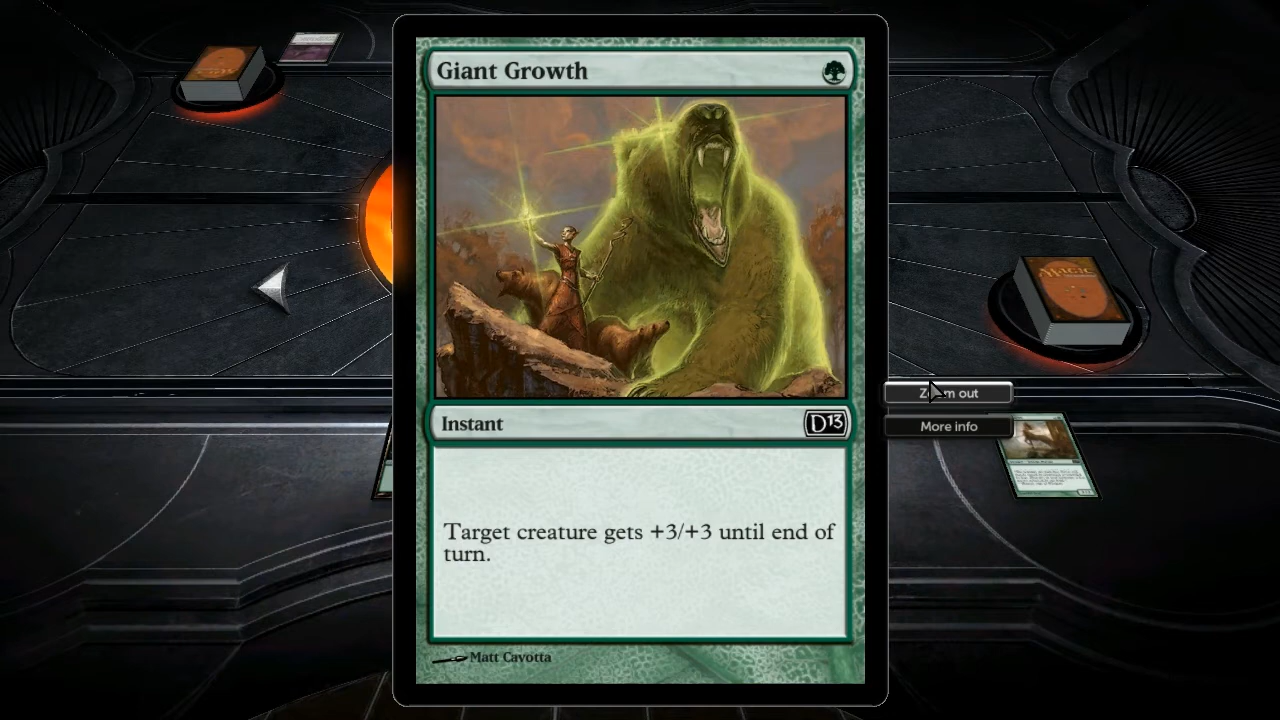 Giant Growth
Zoom out
More info
Instant
D13
Target creature gets +3/+3 until end of
turn.
Matt Cavotta
MAGIC